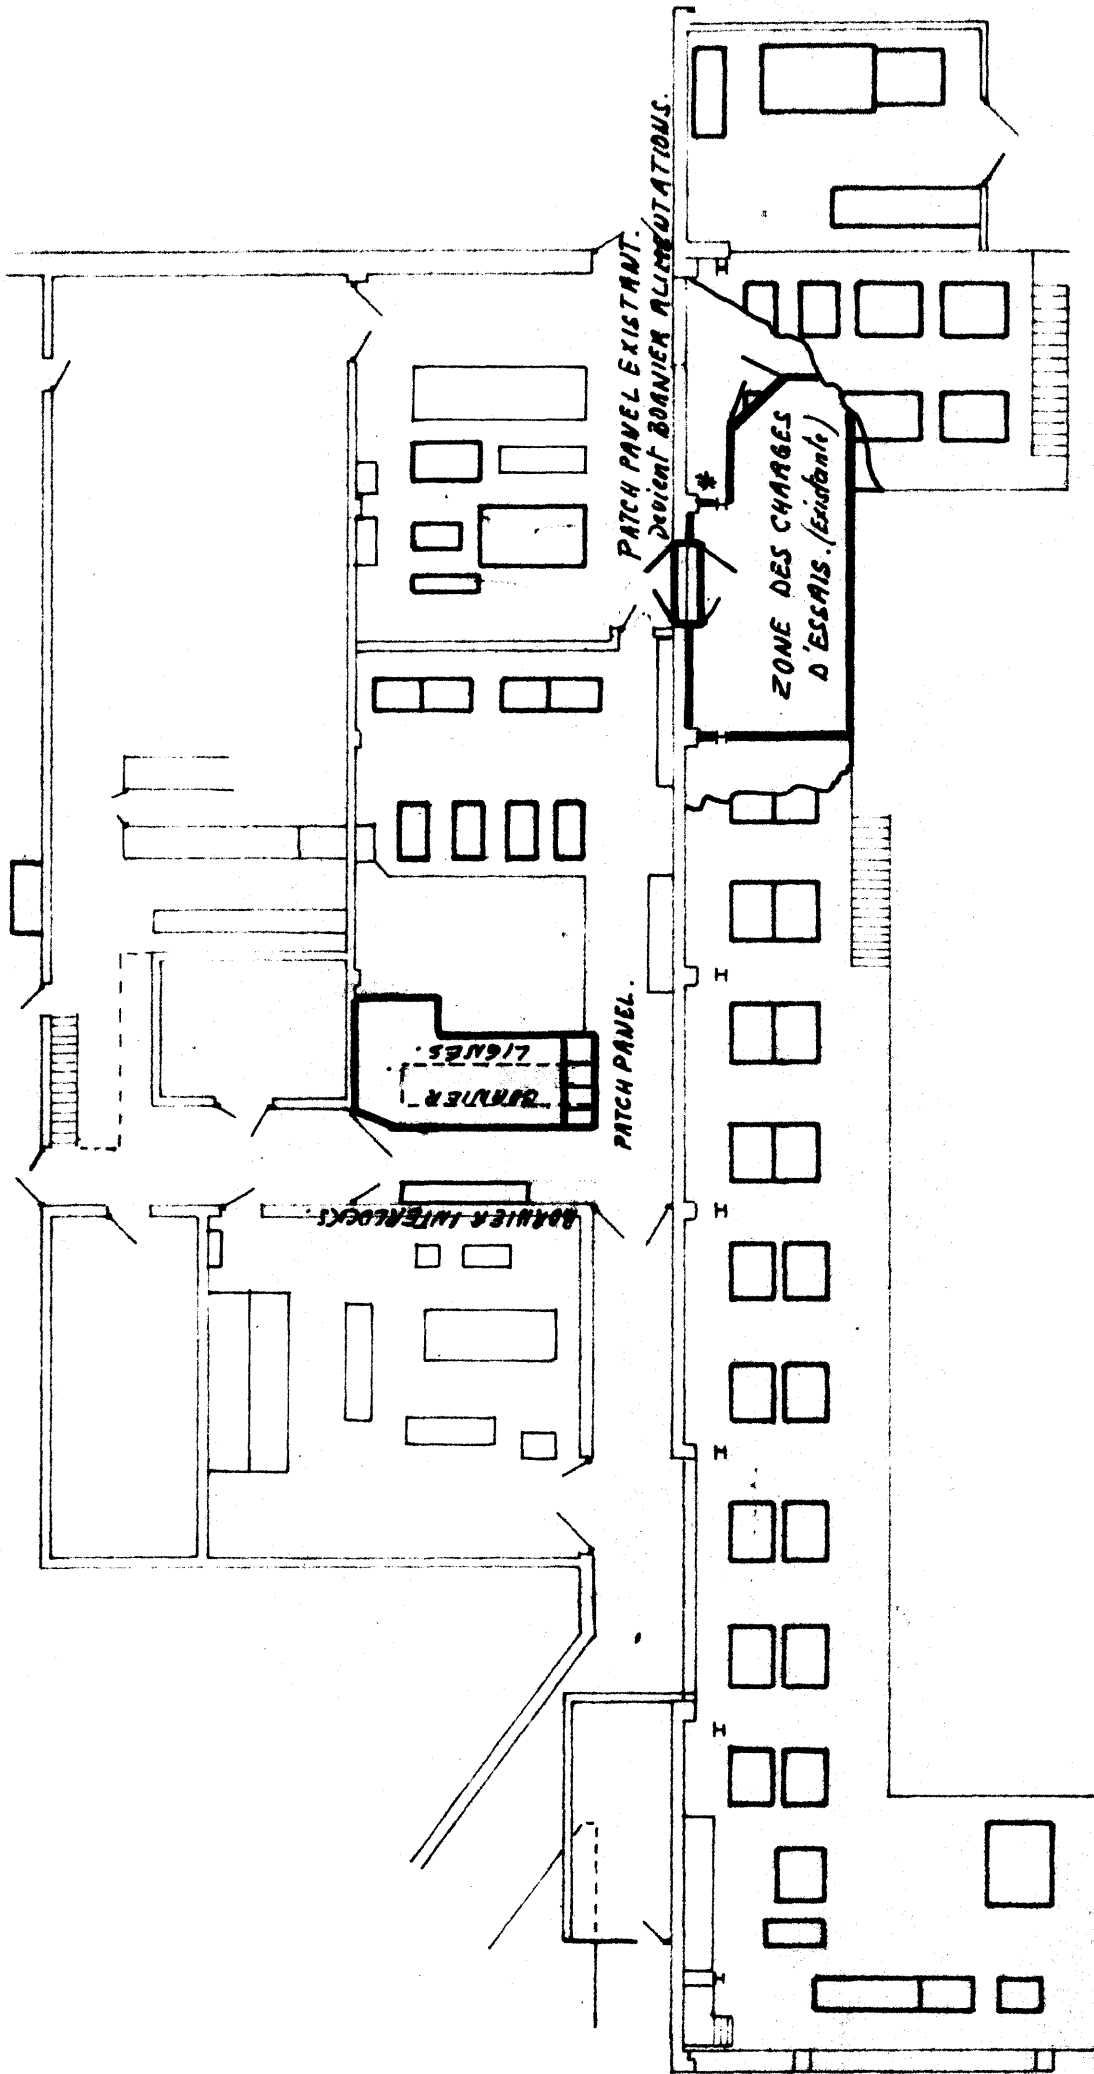 PATCH PANEL EXISTANT.
Devient BORNIER ALIMENTATIONS.
*
ZONE DES CHARGES
D'ESSAIS. (Existante)
LIGNES.
BORNIER
PATCH PANEL.
BORNIER INTERLOCKS.
H
H
H
H
H